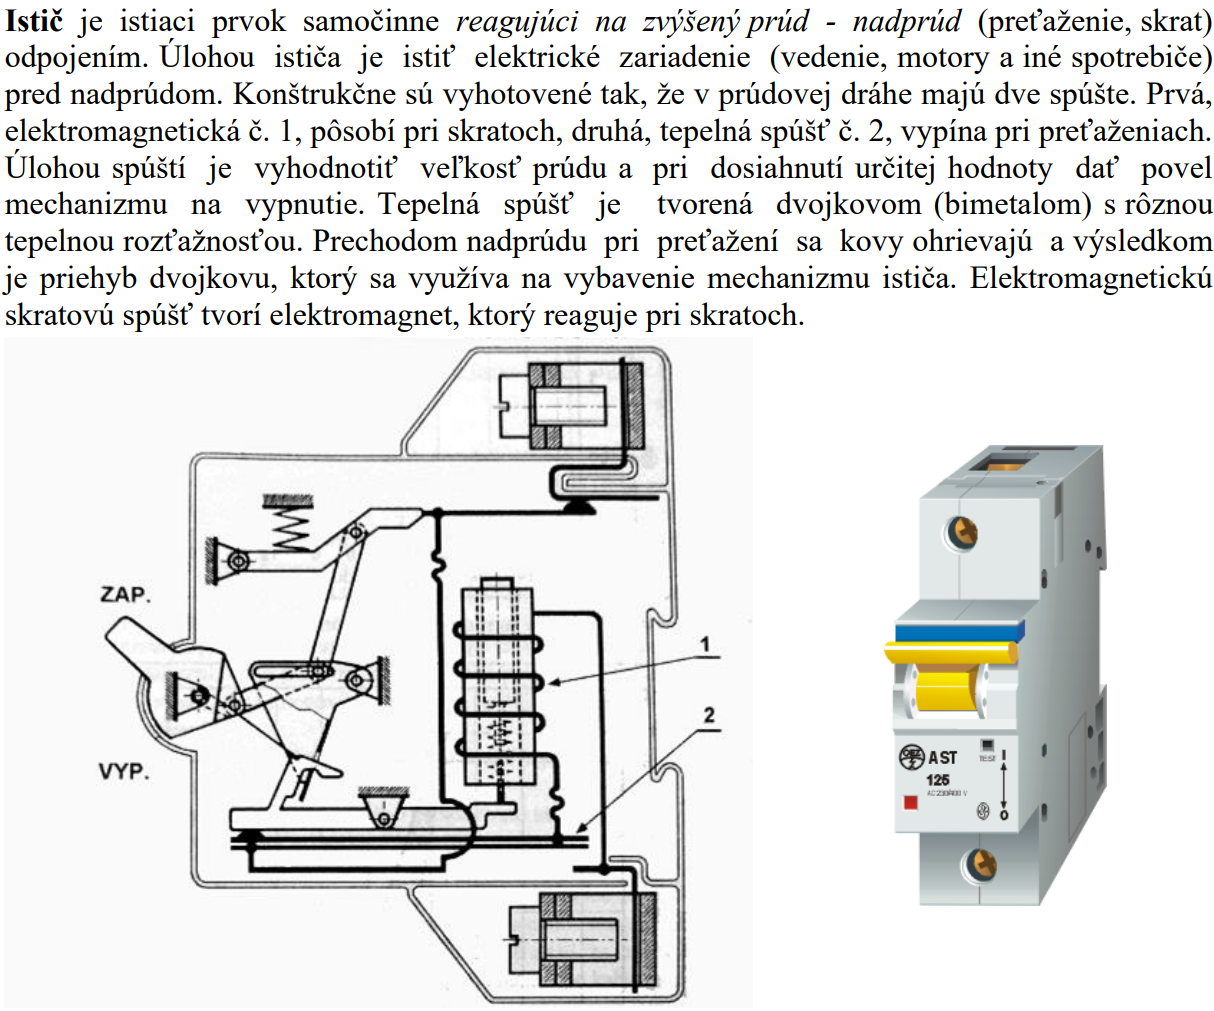 Istič je istiaci prvok samočinne reagujúci na zvýšený prúd - nadprúd (preťaženie, skrat)
odpojením. Úlohou ističa je istiť elektrické zariadenie (vedenie, motory a iné spotrebiče)
pred nadprúdom. Konštrukčne sú vyhotovené tak, že v prúdovej dráhe majú dve spúšte. Prvá,
elektromagnetická č. 1, pôsobí pri skratoch, druhá, tepelná spúšť č. 2, vypína pri preťaženiach.
Úlohou spúští je vyhodnotiť veľkosť prúdu a pri dosiahnutí určitej hodnoty dať povel
mechanizmu na vypnutie. Tepelná spúšť je tvorená dvojkovom (bimetalom) s rôznou
tepelnou rozťažnosťou. Prechodom nadprúdu pri preťažení sa kovy ohrievajú a výsledkom
je priehyb dvojkovu, ktorý sa využíva na vybavenie mechanizmu ističa. Elektromagnetickú
skratovú spúšť tvorí elektromagnet, ktorý reaguje pri skratoch.
ZAP.
VYP.
1
2
OEZ
AST
125
AC 230/400 V
TEST
I
O